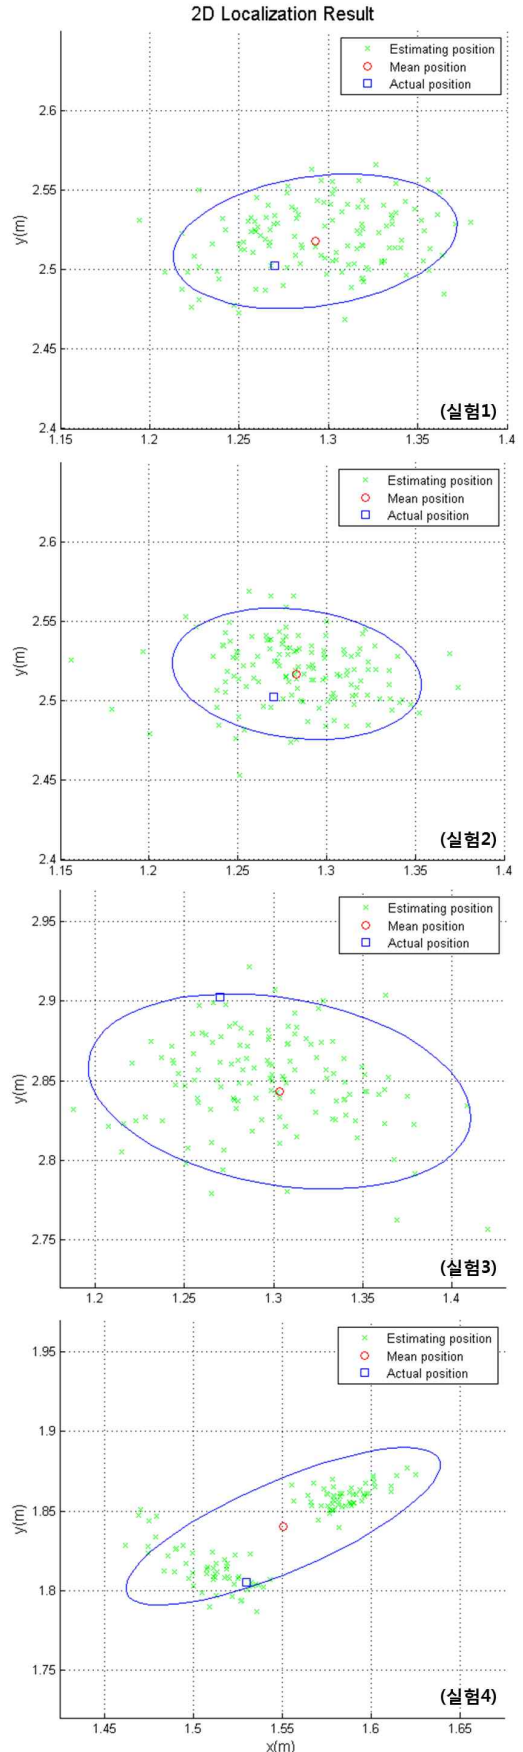 2D Localization Result
Estimating position
Mean position
Actual position
2.6
2.55
2.5
2.45
2.4
y(m)
(실험1)
1.15 1.2 1.25 1.3 1.35 1.4
Estimating position
Mean position
Actual position
2.6
2.55
2.5
2.45
2.4
y(m)
(실험2)
1.15 1.2 1.25 1.3 1.35 1.4
Estimating position
Mean position
Actual position
2.95
2.9
2.85
2.8
2.75
y(m)
(실험3)
1.2 1.25 1.3 1.35 1.4
Estimating position
Mean position
Actual position
1.95
1.9
1.85
1.8
1.75
y(m)
(실험4)
1.45 1.5 1.55 1.6 1.65
x(m)